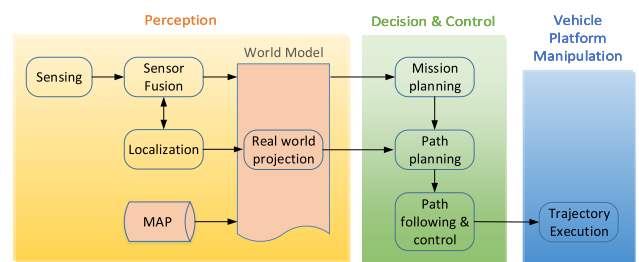 Perception
Decision & Control
Vehicle
Platform
Manipulation
World Model
Sensing
Sensor
Fusion
Mission
planning
Localization
Real world
projection
Path
planning
MAP
Path
following &
control
Trajectory
Execution